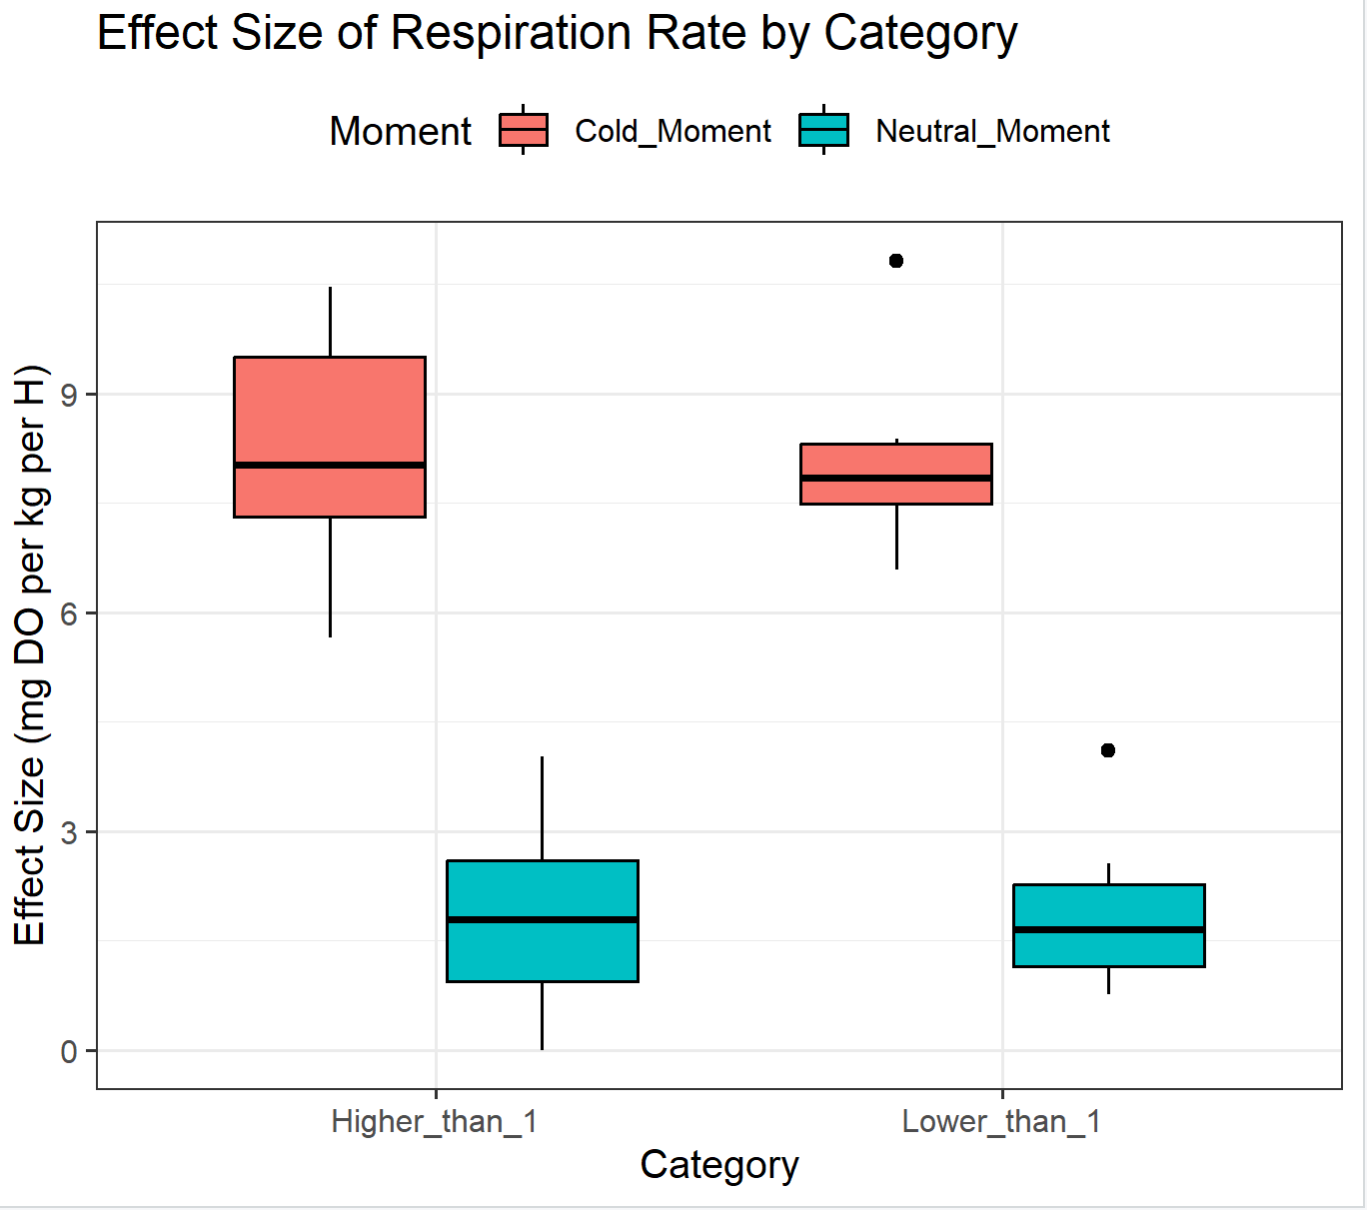 Effect Size of Respiration Rate by Category
Moment Cold_Moment Neutral_Moment
Effect Size (mg DO per kg per H)
9
6
3
0
Higher_than_1 Lower_than_1
Category